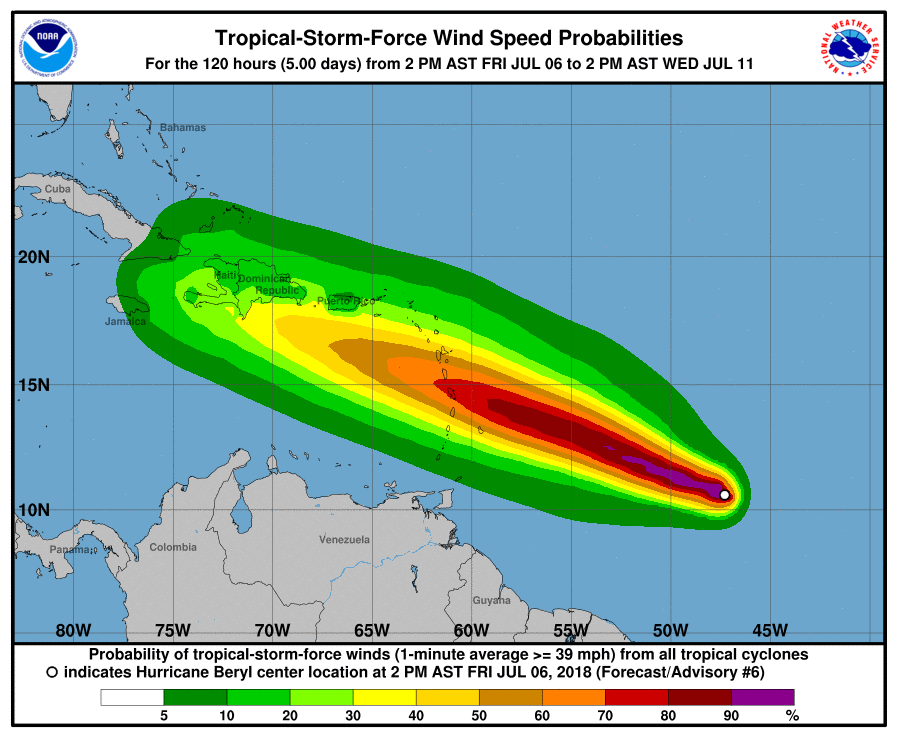 Tropical-Storm-Force Wind Speed Probabilities
For the 120 hours (5.00 days) from 2 PM AST FRI JUL 06 to 2 PM AST WED JUL 11
NOAA
NATIONAL WEATHER SERVICE
Bahamas
Cuba
20N
Haiti
Dominican
Republic
Puerto Rico
Jamaica
15N
10N
Panama
Colombia
Venezuela
Guyana
80W 75W 70W 65W 60W 55W 50W 45W
Probability of tropical-storm-force winds (1-minute average >= 39 mph) from all tropical cyclones
indicates Hurricane Beryl center location at 2 PM AST FRI JUL 06, 2018 (Forecast/Advisory #6)
5 10 20 30 40 50 60 70 80 90 %